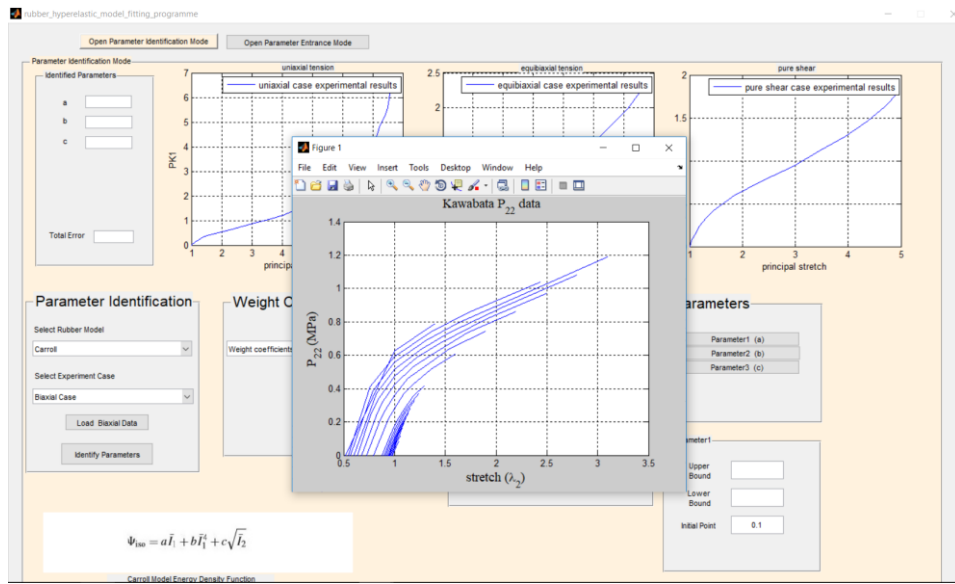 rubber_hyperelastic_model_fitting_programme
Open Parameter Identification Mode
Open Parameter Entrance Mode
Parameter Identification Mode
Identified Parameters
a
b
c
Total Error
uniaxial tension
uniaxial case experimental results
PK1
7
6
5
4
3
2
1
0
1 2 3 4
equibiaxial tension
equibiaxial case experimental results
2.5
2
pure shear
pure shear case experimental results
2
1.5
1 2 3 4 5
principal stretch
Figure 1
File Edit View Insert Tools Desktop Window Help
Kawabata P22 data
P22 (MPa)
1.4
1.2
1
0.8
0.6
0.4
0.2
0
0.5 1 1.5 2 2.5 3 3.5
stretch (λ2)
Parameter Identification
Select Rubber Model
Carroll
Select Experiment Case
Biaxial Case
Load Biaxial Data
Identify Parameters
Weight
Weight
Parameter1 (a)
Parameter2 (b)
Parameter3 (c)
Upper Bound
Lower Bound
Initial Point
0.1
Ψiso = aĪ1 + bĪ1⁴ + c√Ī2
Carroll Model Energy Density Function